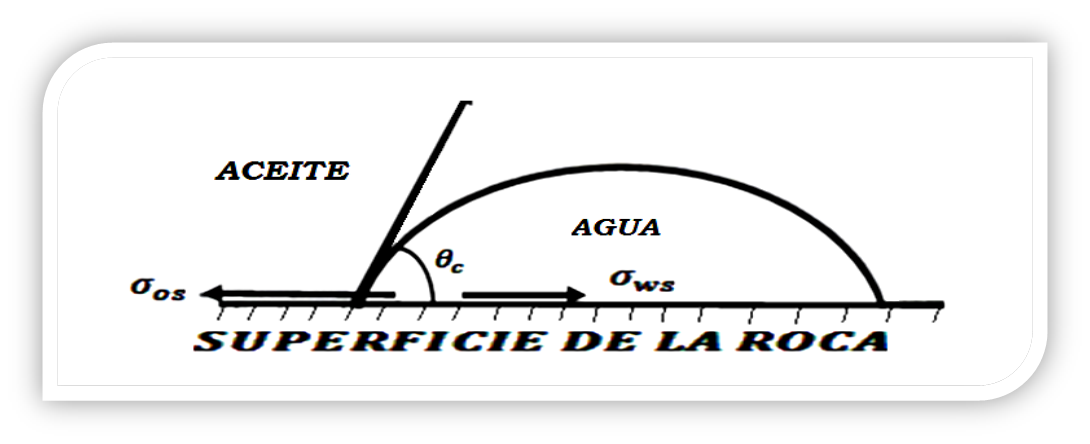 ACEITE
AGUA
θc
σos
σws
SUPERFICIE DE LA ROCA